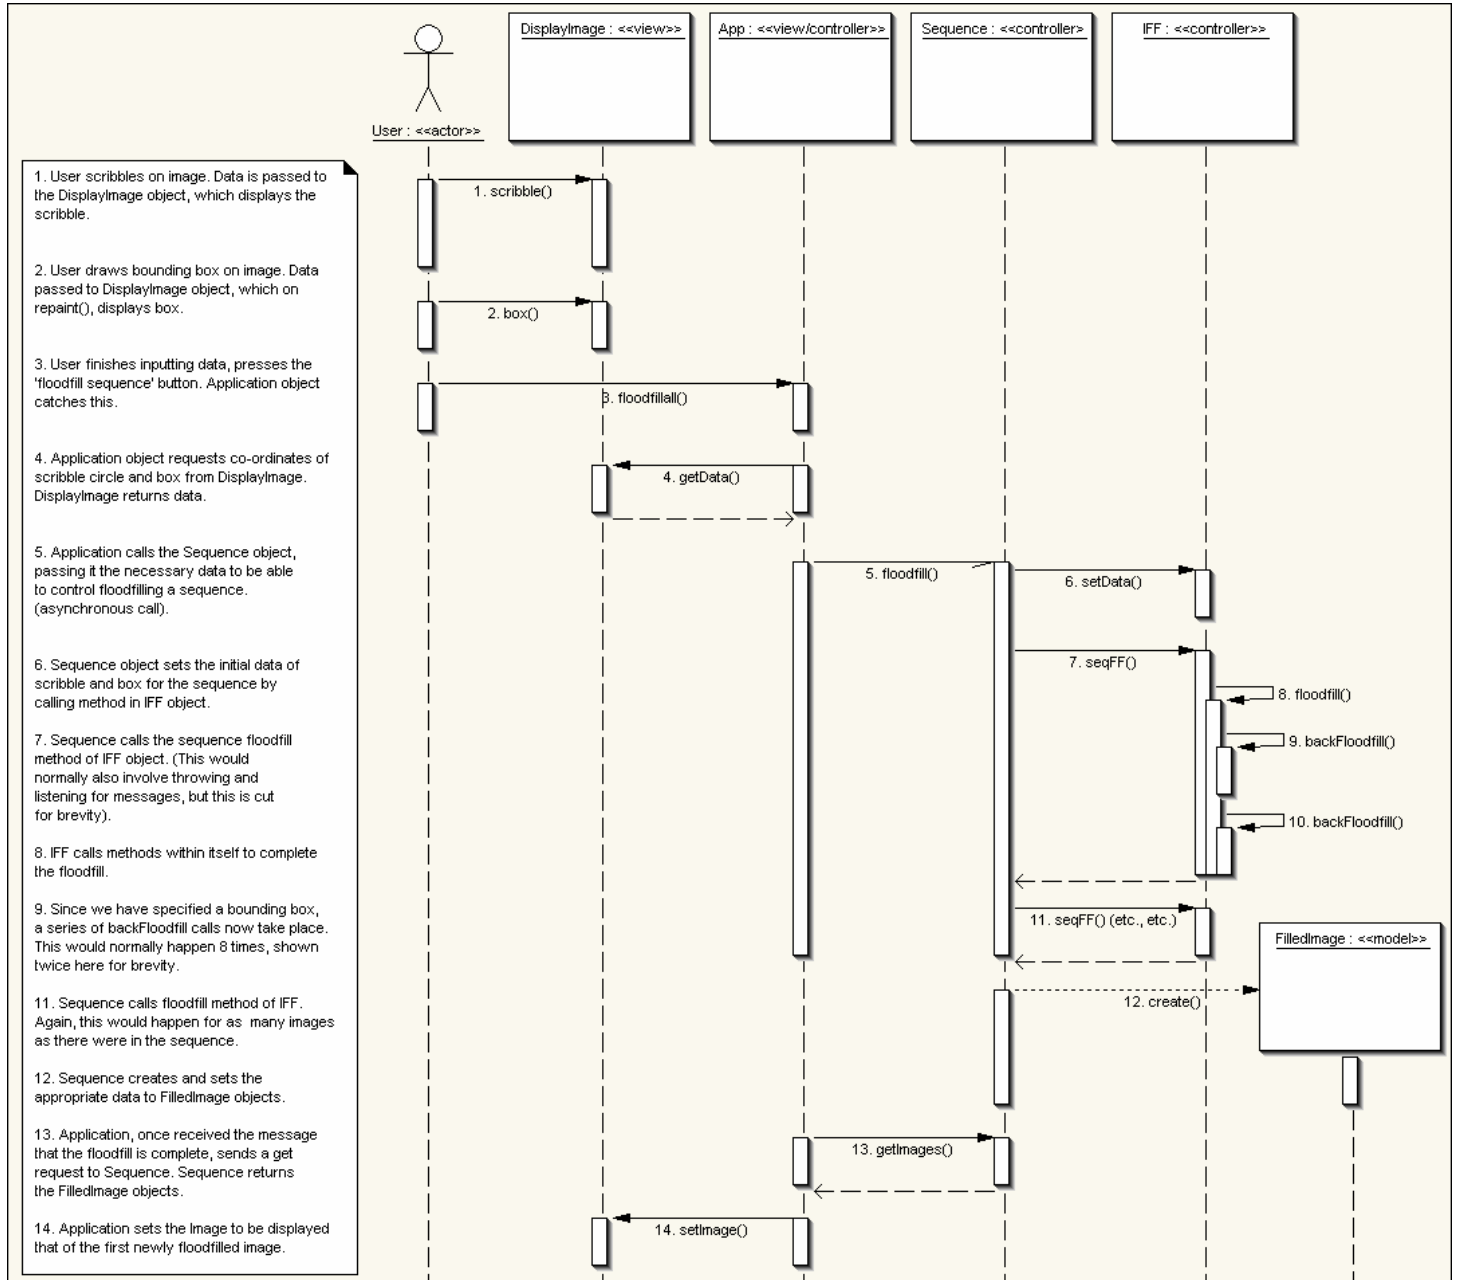 DisplayImage : <<view>>
App : <<view/controller>>
Sequence : <<controller>
IFF : <<controller>>
User : <<actor>>
1. User scribbles on image. Data is passed to
the DisplayImage object, which displays the
scribble.
2. User draws bounding box on image. Data
passed to DisplayImage object, which on
repaint(), displays box.
3. User finishes inputting data, presses the
'floodfill sequence' button. Application object
catches this.
4. Application object requests co-ordinates of
scribble circle and box from DisplayImage.
DisplayImage returns data.
5. Application calls the Sequence object,
passing it the necessary data to be able
to control floodfilling a sequence.
(asynchronous call).
6. Sequence object sets the initial data of
scribble and box for the sequence by
calling method in IFF object.
7. Sequence calls the sequence floodfill
method of IFF object. (This would
normally also involve throwing and
listening for messages, but this is cut
for brevity).
8. IFF calls methods within itself to complete
the floodfill.
9. Since we have specified a bounding box,
a series of backFloodfill calls now take place.
This would normally happen 8 times, shown
twice here for brevity.
11. Sequence calls floodfill method of IFF.
Again, this would happen for as many images
as there were in the sequence.
12. Sequence creates and sets the
appropriate data to FilledImage objects.
13. Application, once received the message
that the floodfill is complete, sends a get
request to Sequence. Sequence returns
the FilledImage objects.
14. Application sets the Image to be displayed
that of the first newly floodfilled image.
1. scribble()
2. box()
3. floodfillall()
4. getData()
5. floodfill()
6. setData()
7. seqFF()
8. floodfill()
9. backFloodfill()
10. backFloodfill()
11. seqFF() (etc., etc.)
FilledImage : <<model>>
12. create()
13. getImages()
14. setImage()